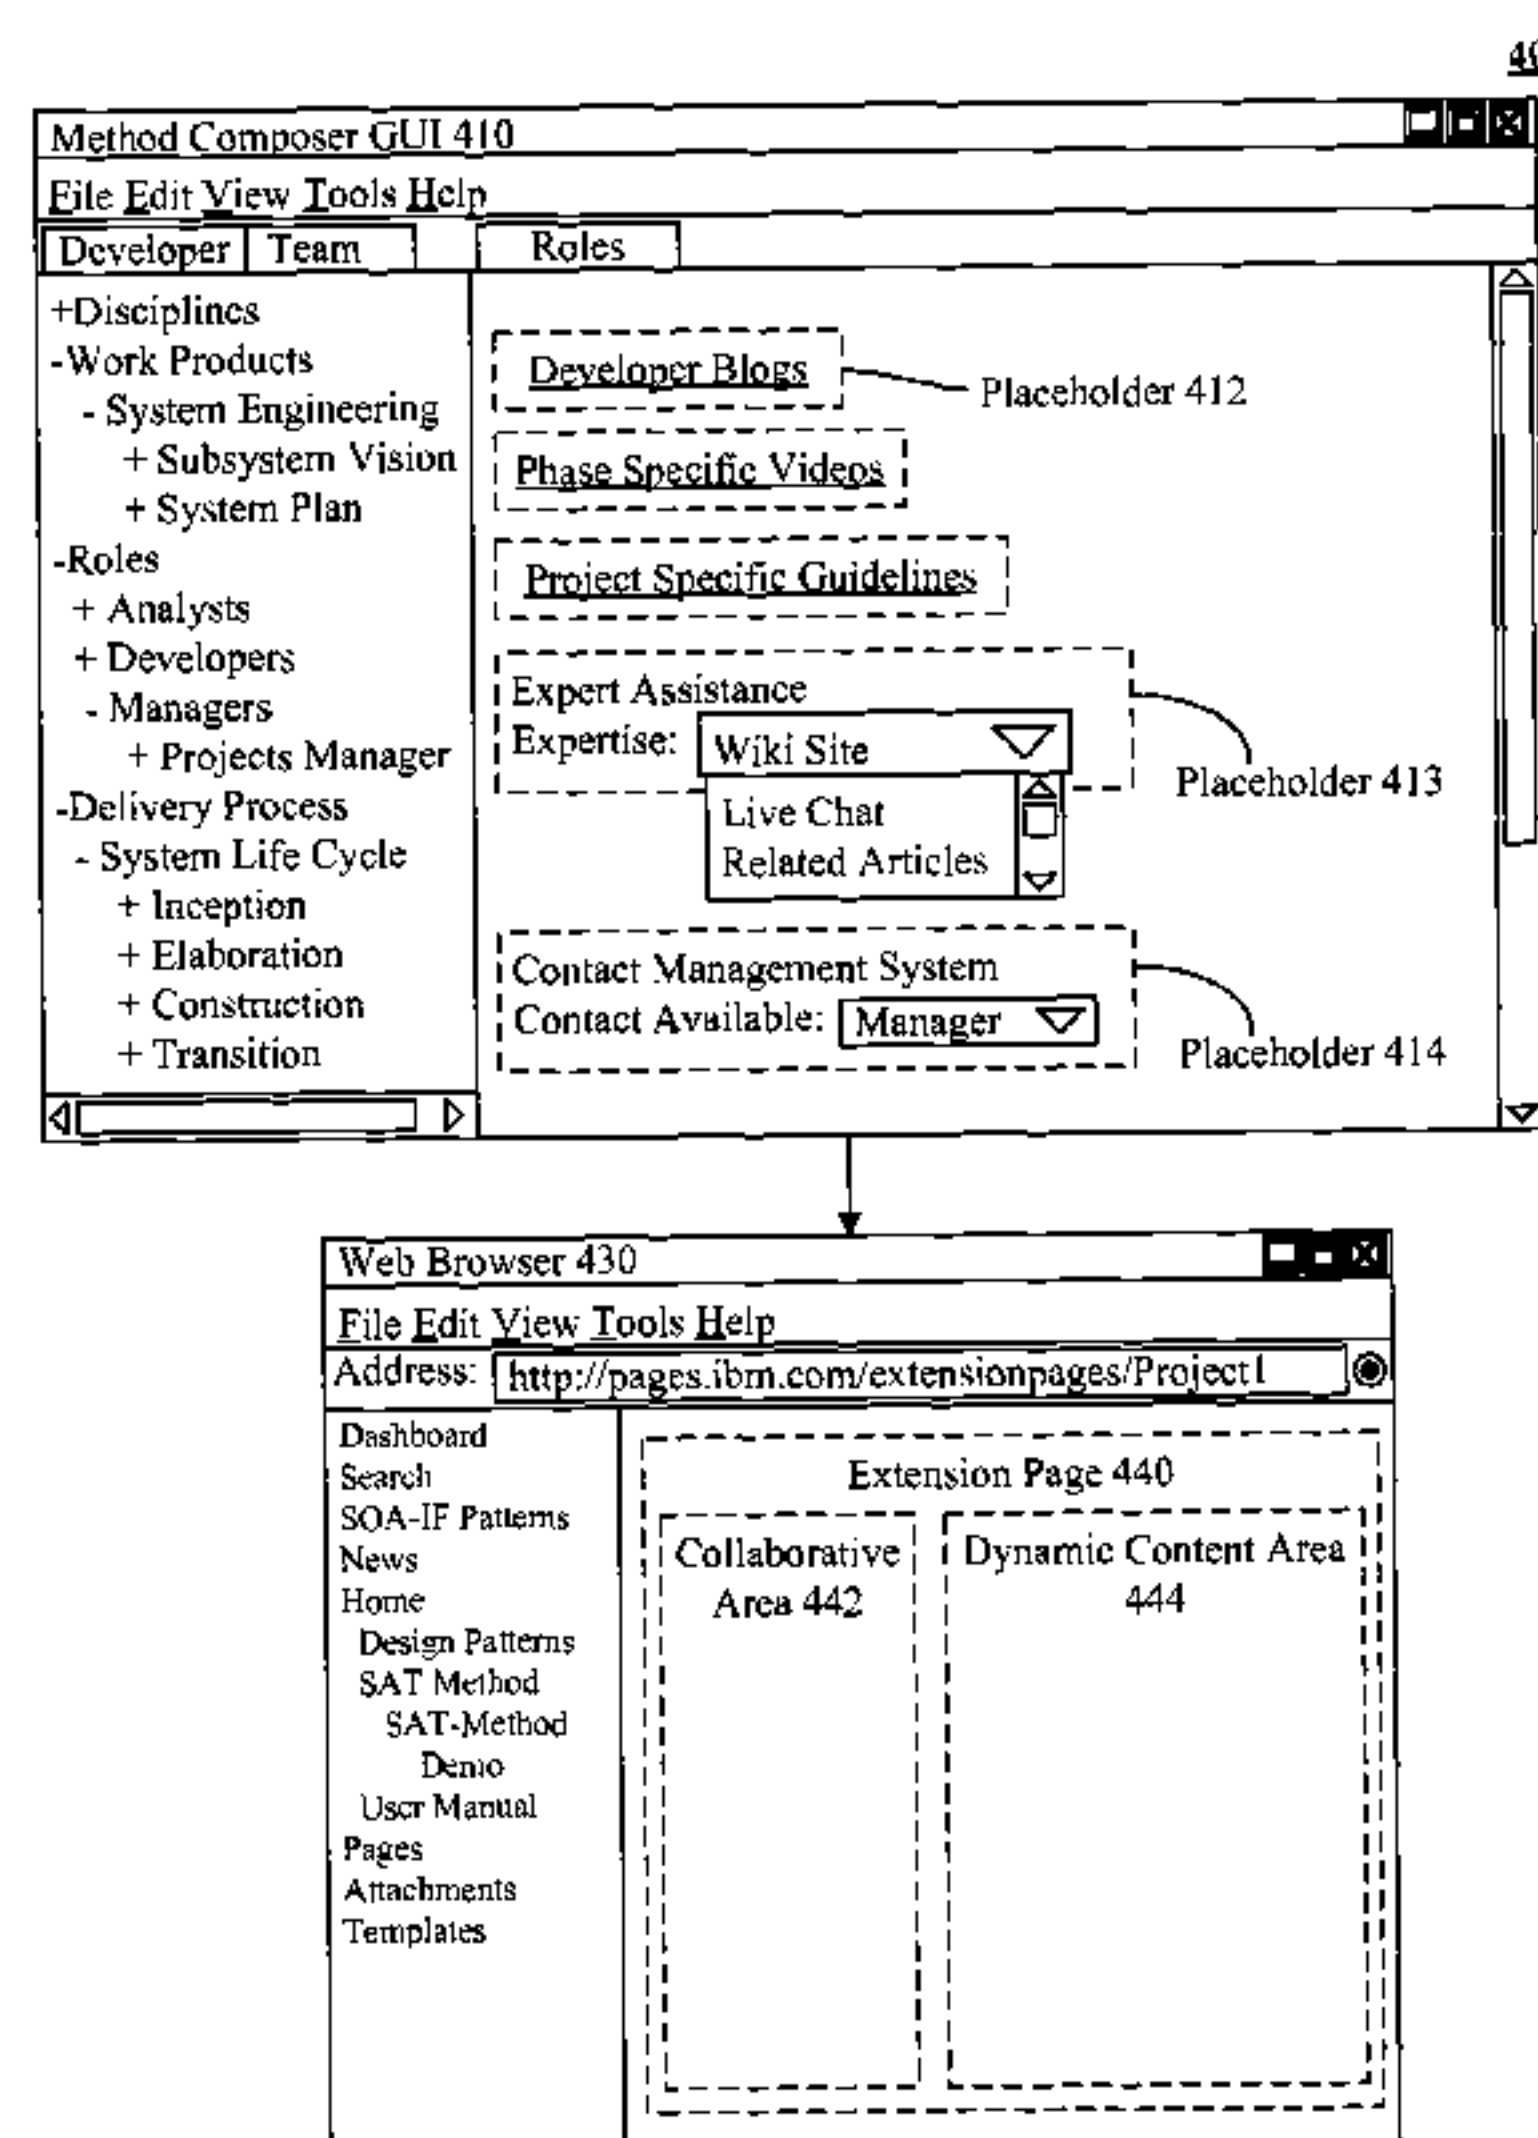 Method Composer GUI 410
File Edit View Tools Help
Developer Team Roles
+Disciplines
-Work Products
- System Engineering
+ Subsystem Vision
+ System Plan
-Roles
+ Analysts
+ Developers
- Managers
+ Projects Manager
-Delivery Process
- System Life Cycle
+ Inception
+ Elaboration
+ Construction
+ Transition
Developer Blogs
Placeholder 412
Phase Specific Videos
Project Specific Guidelines
Expert Assistance
Expertise: Wiki Site
Live Chat
Related Articles
Placeholder 413
Contact Management System
Contact Available: Manager
Placeholder 414
Web Browser 430
File Edit View Tools Help
Address: http://pages.ibm.com/extensionpages/Project1
Dashboard
Search
SOA-IF Patterns
News
Home
Design Patterns
SAT Method
SAT-Method
Demo
User Manual
Pages
Attachments
Templates
Extension Page 440
Collaborative
Area 442
Dynamic Content Area
444